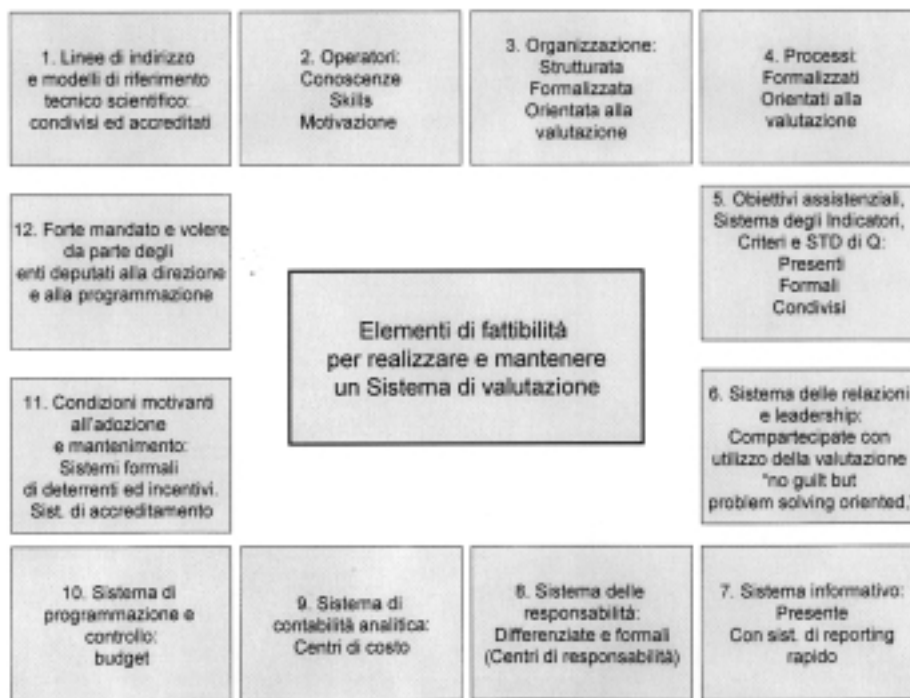 1. Linee di indirizzo
e modelli di riferimento
tecnico scientifico:
condivisi ed accreditati
2. Operatori:
Conoscenze
Skills
Motivazione
3. Organizzazione:
Strutturata
Formalizzata
Orientata alla
valutazione
4. Processi:
Formalizzati
Orientati alla
valutazione
12. Forte mandato e volere
da parte degli
enti deputati alla direzione
e alla programmazione
Elementi di fattibilità
per realizzare e mantenere
un Sistema di valutazione
5. Obiettivi assistenziali,
Sistema degli Indicatori,
Criteri e STD di Q:
Presenti
Formali
Condivisi
11. Condizioni motivanti
all'adozione
e mantenimento:
Sistemi formali
di deterrenti ed incentivi.
Sist. di accreditamento
6. Sistema delle relazioni
e leadership:
Compartecipate con
utilizzo della valutazione
"no guilt but
problem solving oriented„
10. Sistema di
programmazione e
controllo:
budget
9. Sistema di
contabilità analitica:
Centri di costo
8. Sistema delle
responsabilità:
Differenziate e formali
(Centri di responsabilità)
7. Sistema informativo:
Presente
Con sist. di reporting
rapido